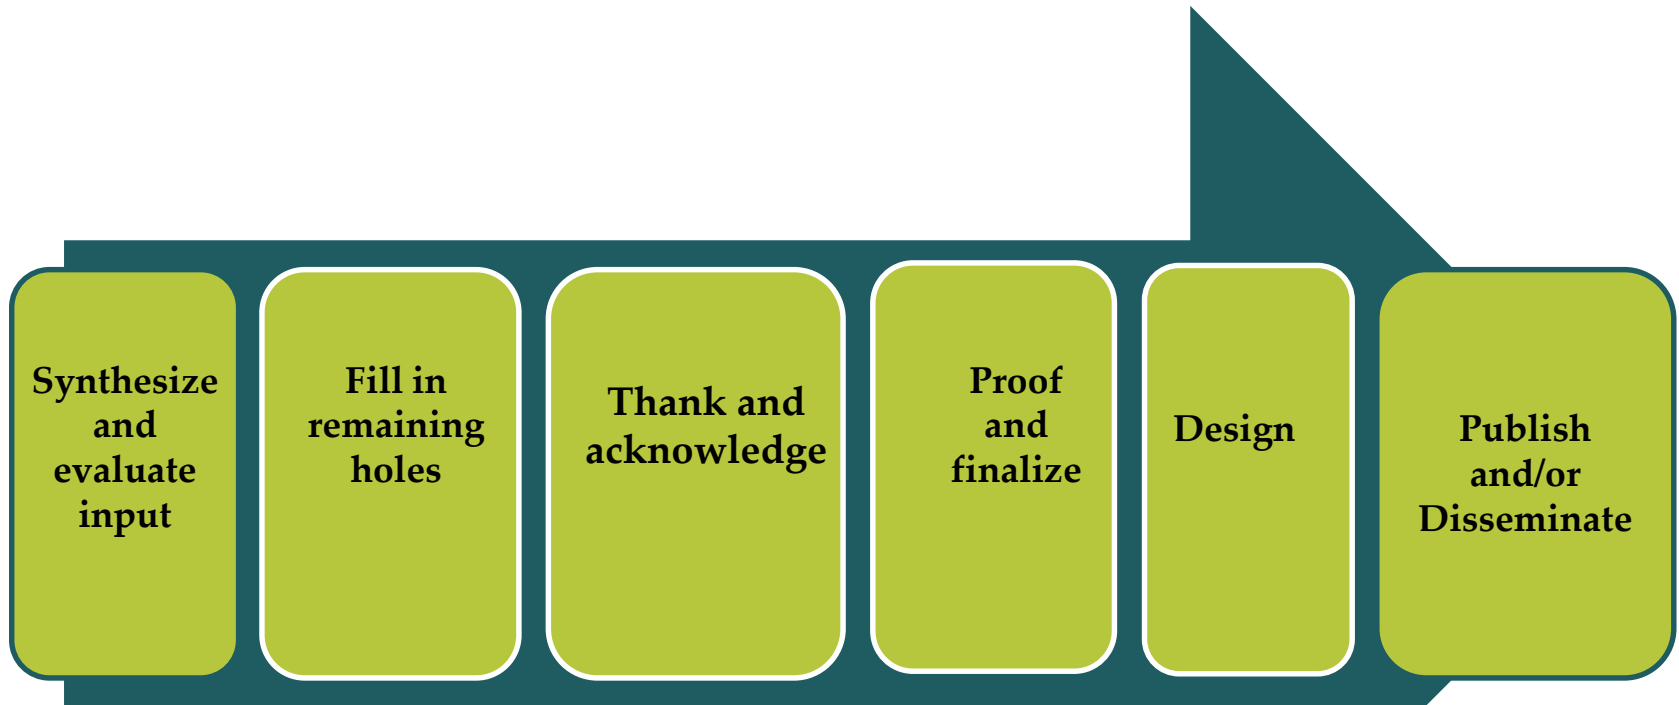 Synthesize
and
evaluate
input
Fill in
remaining
holes
Thank and
acknowledge
Proof
and
finalize
Design
Publish
and/or
Disseminate